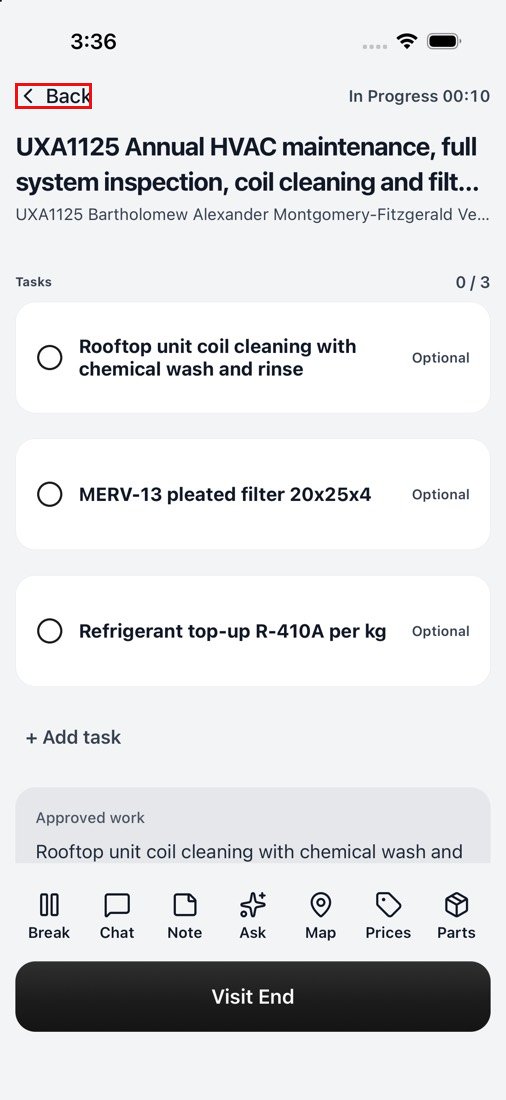 3:36
Back
In Progress 00:10
UXA1125 Annual HVAC maintenance, full
system inspection, coil cleaning and filt...
UXA1125 Bartholomew Alexander Montgomery-Fitzgerald Ve...
Tasks
0 / 3
Rooftop unit coil cleaning with
chemical wash and rinse
Optional
MERV-13 pleated filter 20x25x4
Optional
Refrigerant top-up R-410A per kg
Optional
+ Add task
Approved work
Rooftop unit coil cleaning with chemical wash and
Break
Chat
Note
Ask
Map
Prices
Parts
Visit End